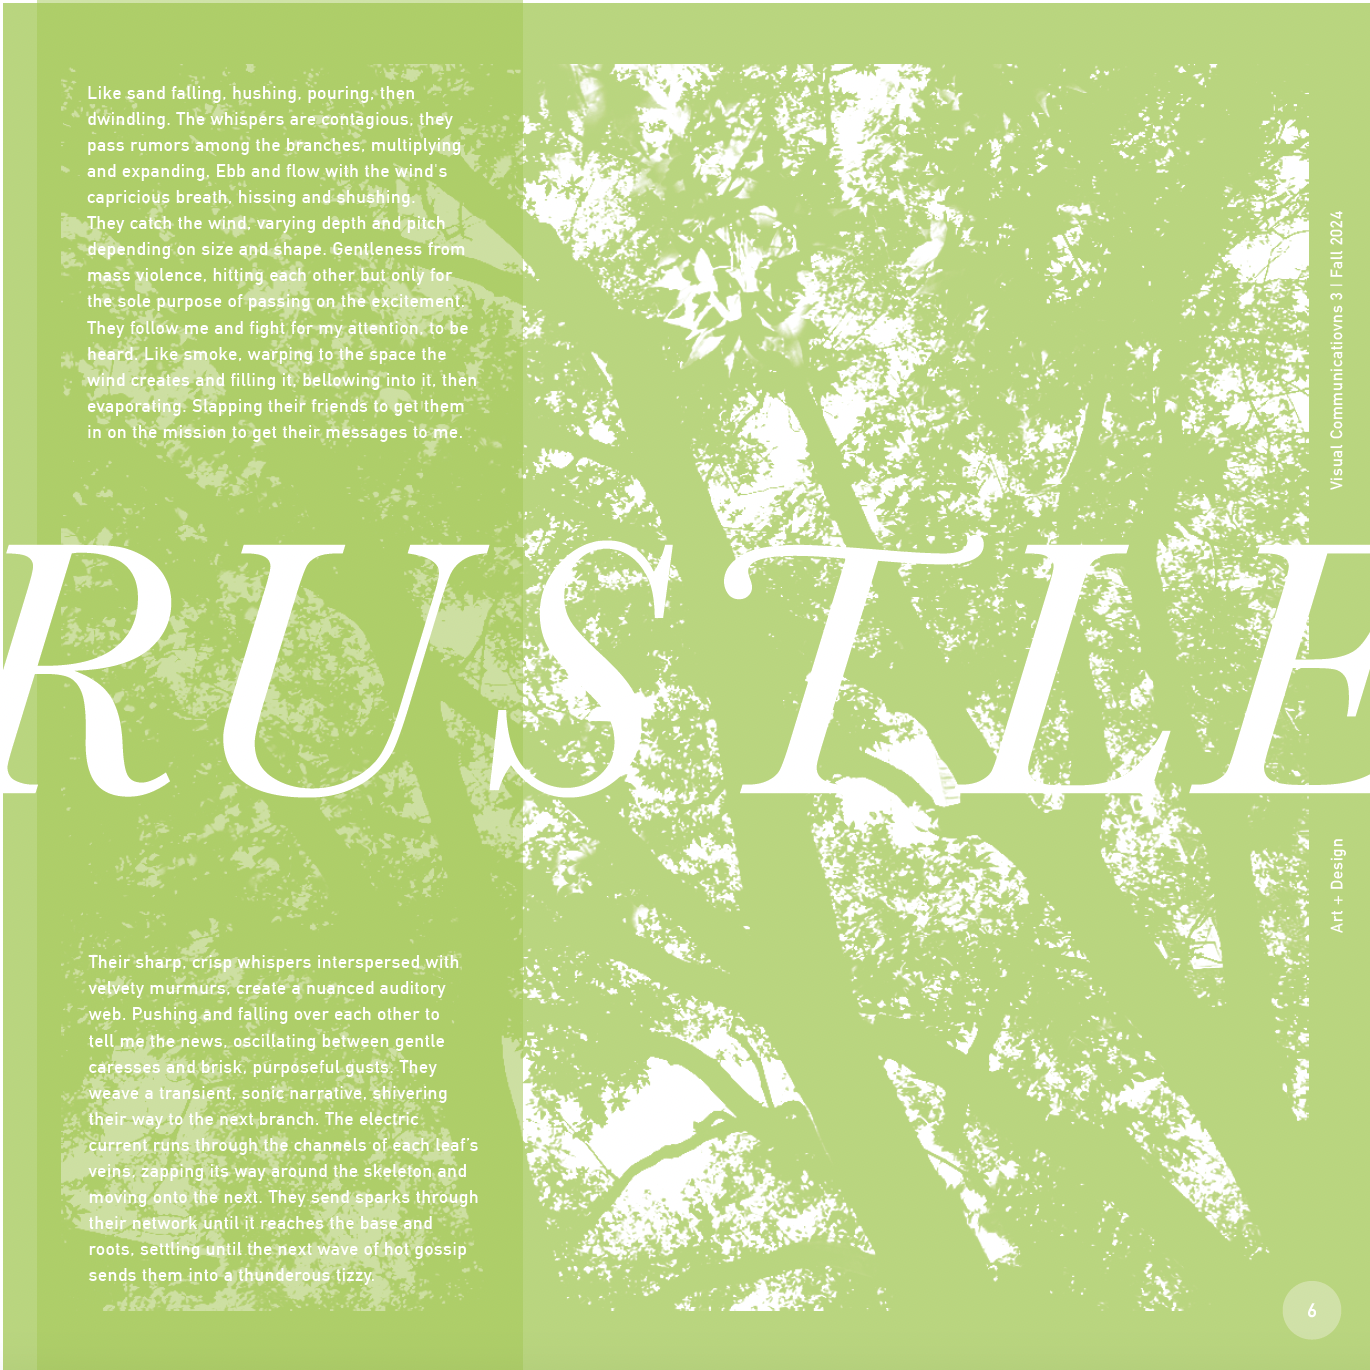 Like sand falling, hushing, pouring, then
dwindling. The whispers are contagious, they
pass rumors among the branches, multiplying
and expanding, Ebb and flow with the wind's
capricious breath, hissing and shushing.
They catch the wind, varying depth and pitch
depending on size and shape. Gentleness from
mass violence, hitting each other but only for
the sole purpose of passing on the excitement.
They follow me and fight for my attention, to be
heard. Like smoke, warping to the space the
wind creates and filling it, bellowing into it, then
evaporating. Slapping their friends to get them
in on the mission to get their messages to me.
RUSTLE
Their sharp, crisp whispers interspersed with
velvety murmurs, create a nuanced auditory
web. Pushing and falling over each other to
tell me the news, oscillating between gentle
caresses and brisk, purposeful gusts. They
weave a transient, sonic narrative, shivering
their way to the next branch. The electric
current runs through the channels of each leaf's
veins, zapping its way around the skeleton and
moving onto the next. They send sparks through
their network until it reaches the base and
roots, settling until the next wave of hot gossip
sends them into a thunderous tizzy.
Visual Communicatiovns 3 | Fall 2024
Art + Design
6